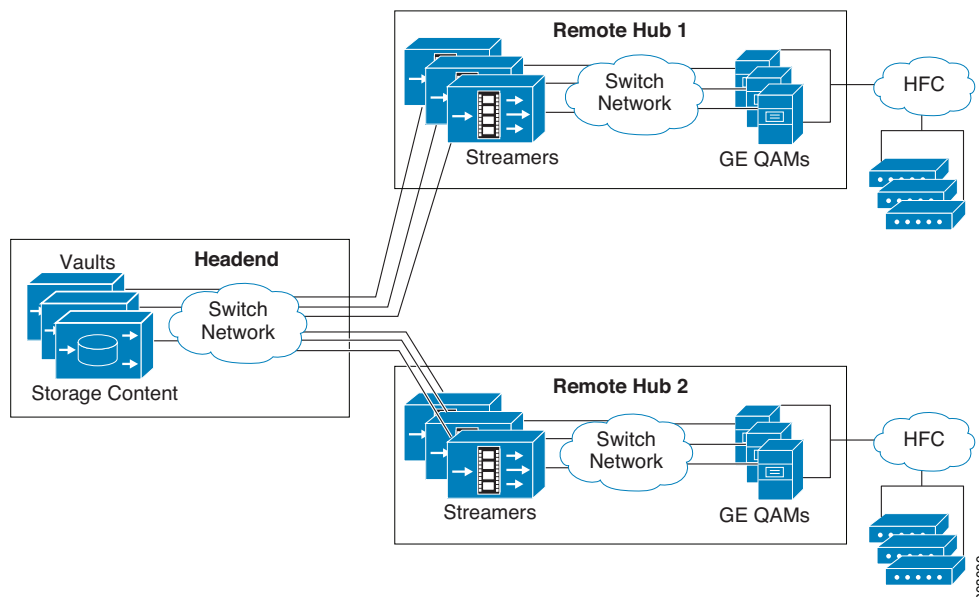 Remote Hub 1
Switch
Network
HFC
Streamers
GE QAMs
Vaults
Headend
Switch
Network
Storage Content
Remote Hub 2
Switch
Network
HFC
Streamers
GE QAMs